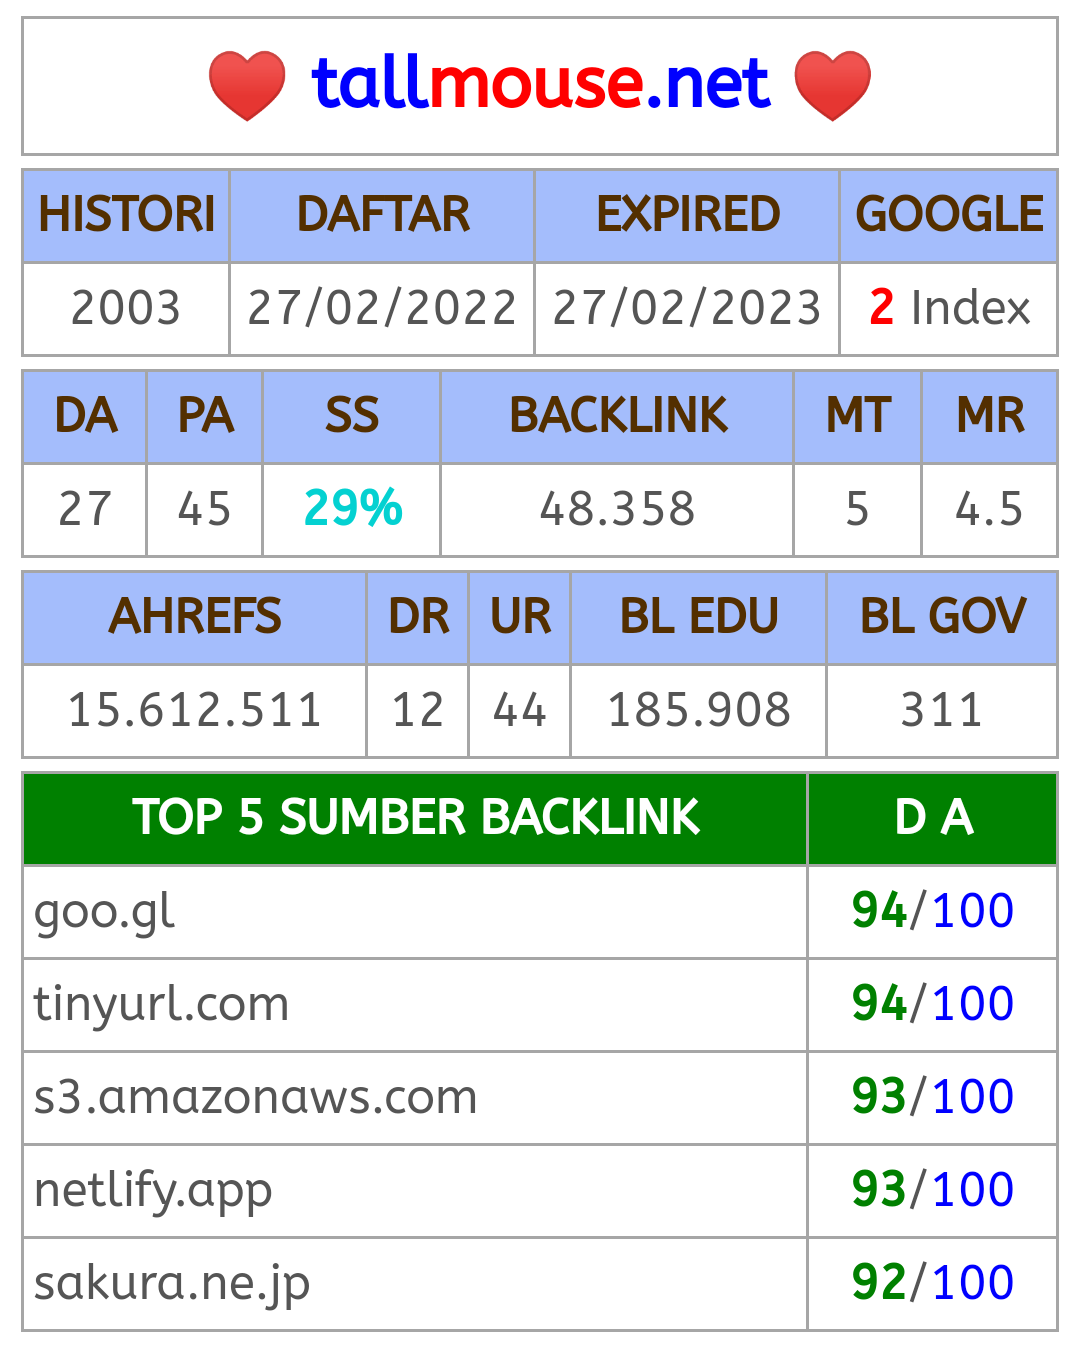 ❤️ tallmouse.net ❤️
HISTORI DAFTAR EXPIRED GOOGLE
2003 27/02/2022 27/02/2023 2 Index
DA PA SS BACKLINK MT MR
27 45 29% 48.358 5 4.5
AHREFS DR UR BL EDU BL GOV
15.612.511 12 44 185.908 311
TOP 5 SUMBER BACKLINK D A
goo.gl 94/100
tinyurl.com 94/100
s3.amazonaws.com 93/100
netlify.app 93/100
sakura.ne.jp 92/100